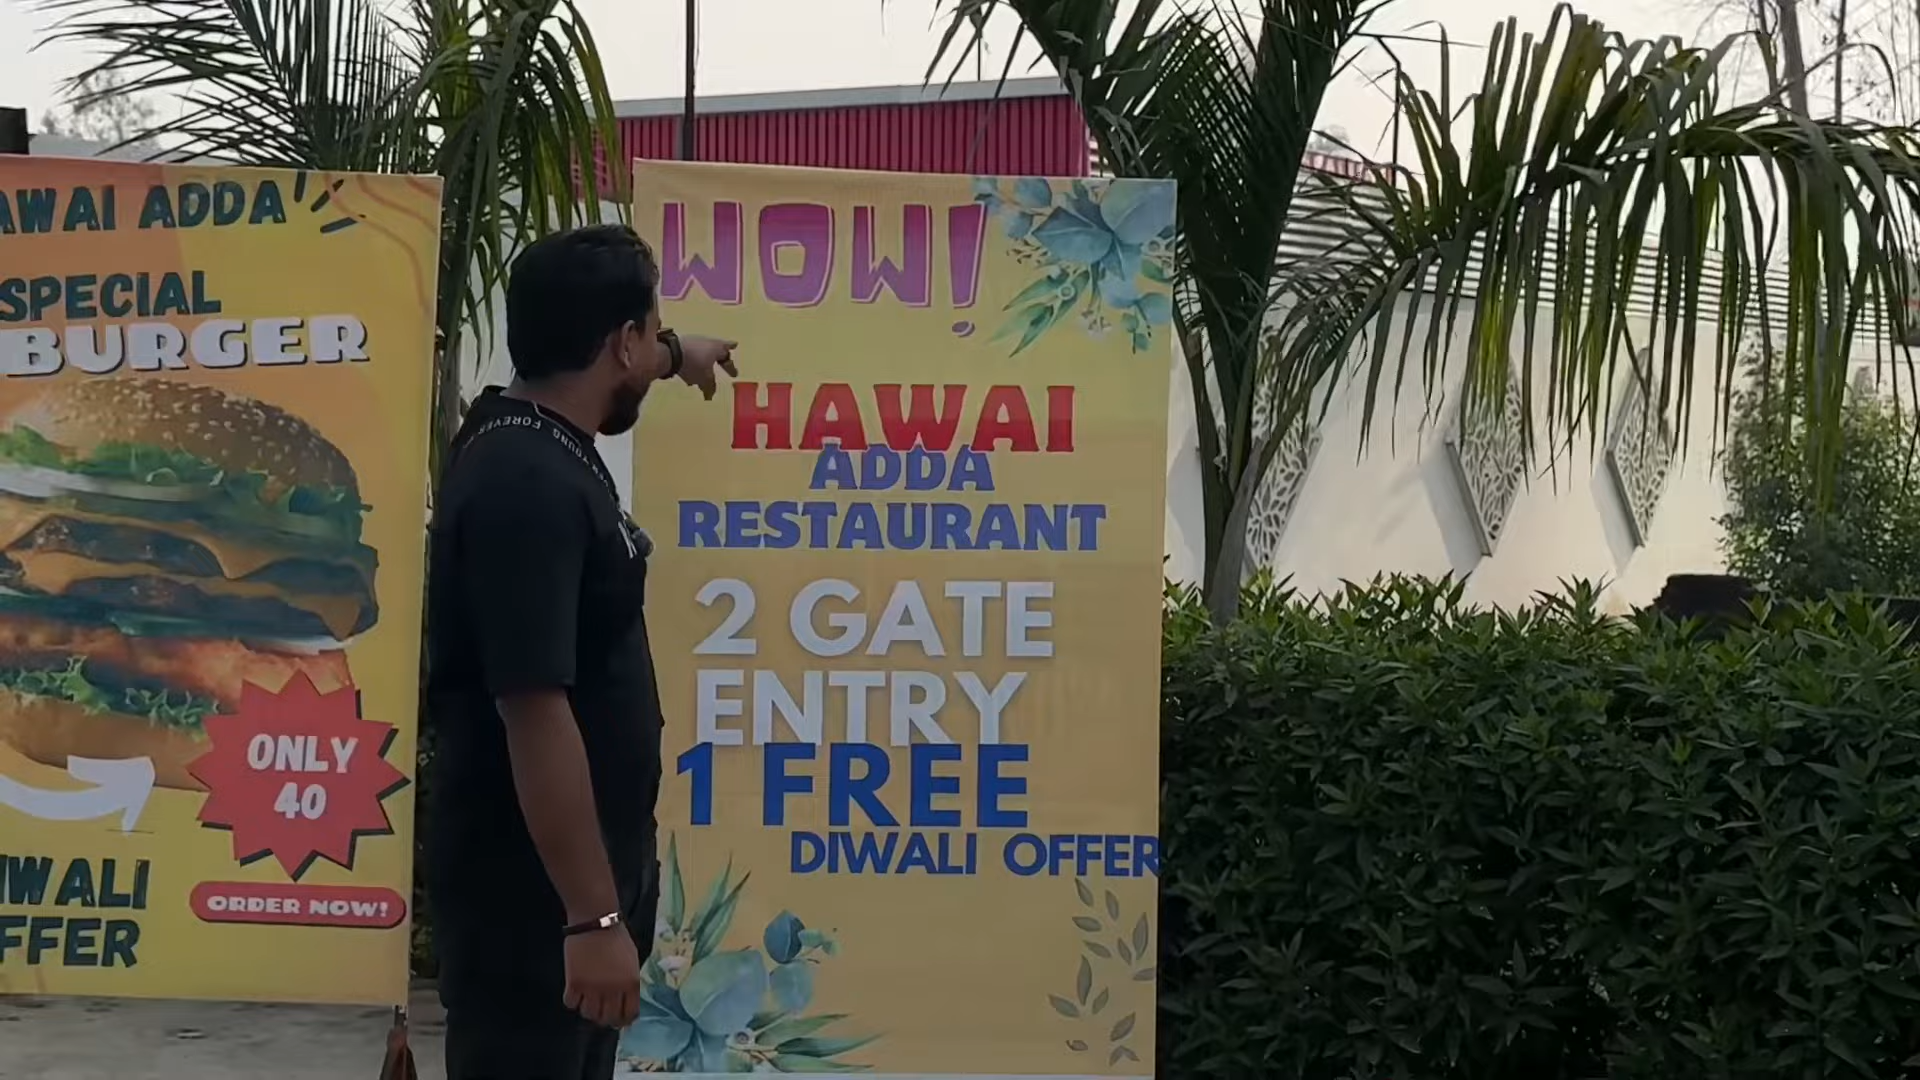 AWAI ADDA
SPECIAL
BURGER
ONLY
40
IWALI
FFER
ORDER NOW!
WOW!
HAWAI
ADDA
RESTAURANT
2 GATE
ENTRY
1 FREE
DIWALI OFFER
FOREVER